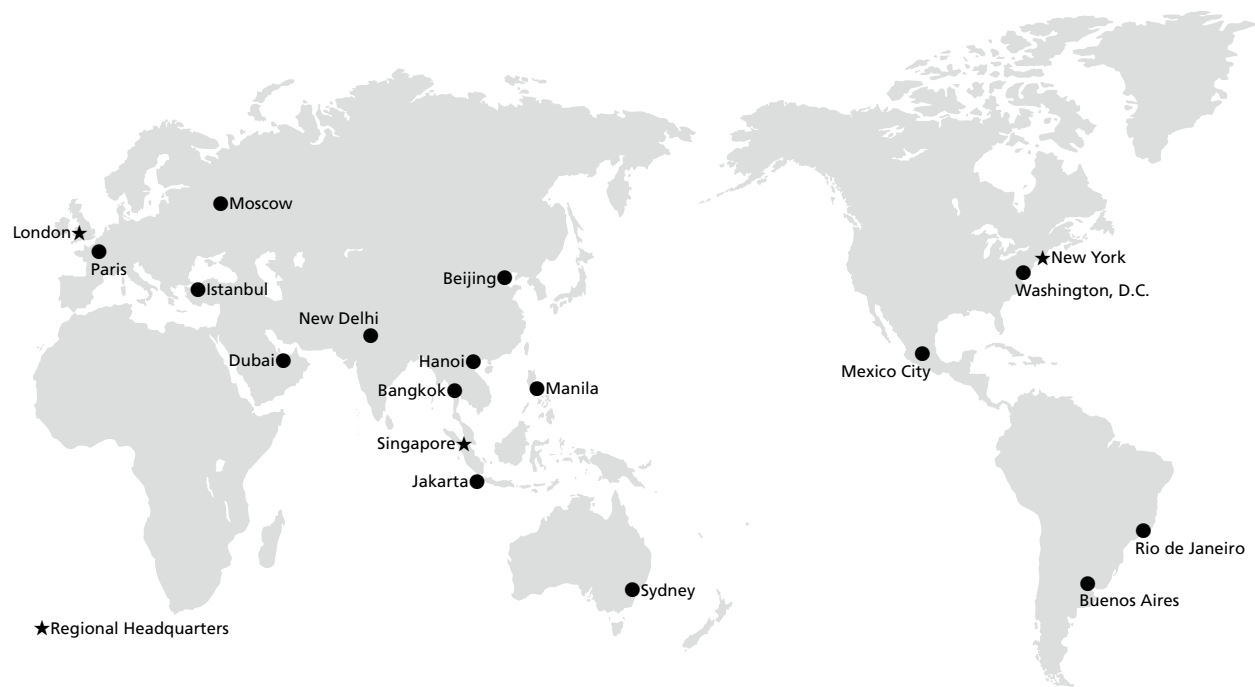 Moscow
London★
Paris
★New York
Beijing
Washington, D.C.
Istanbul
New Delhi
Mexico City
Dubai
Hanoi
Bangkok
Manila
Singapore★
Jakarta
Rio de Janeiro
Sydney
Buenos Aires
★Regional Headquarters